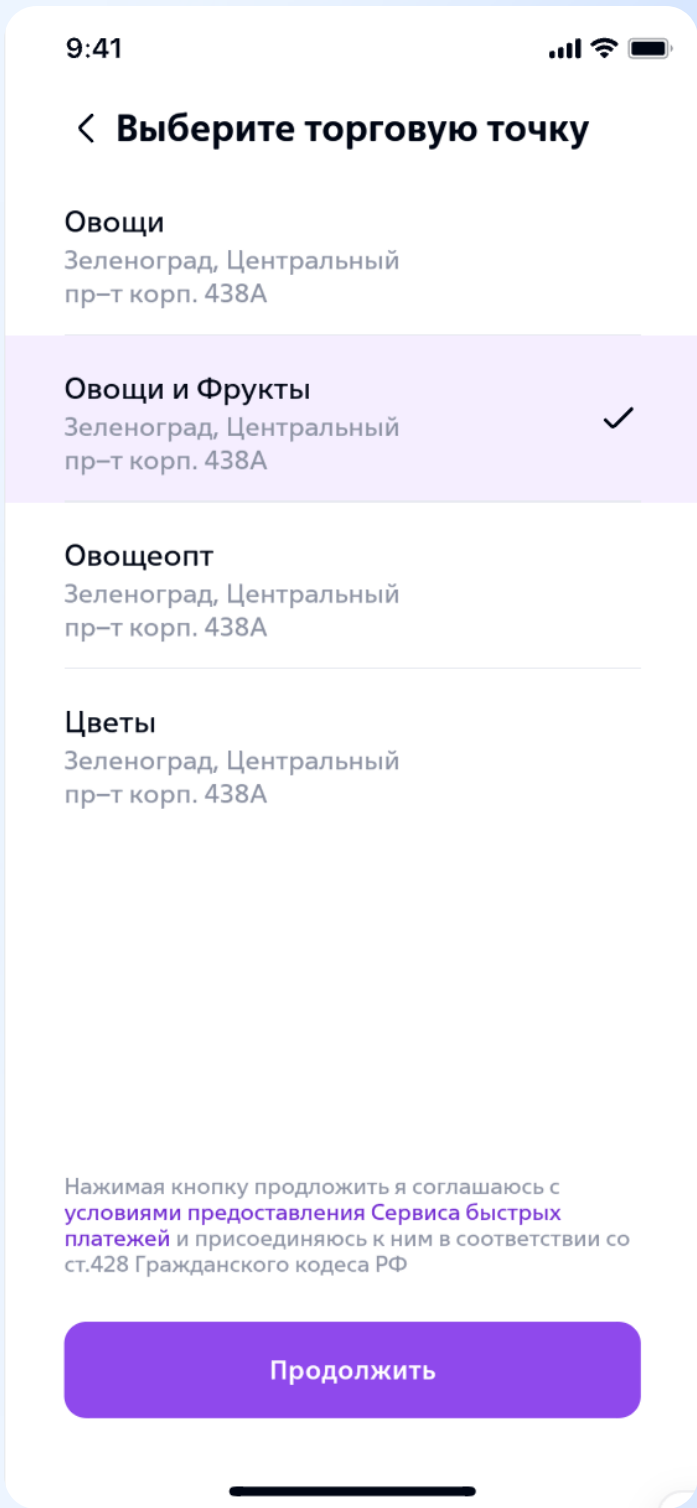 9:41
Выберите торговую точку
Овощи
Зеленоград, Центральный
пр–т корп. 438А
Овощи и Фрукты
Зеленоград, Центральный
пр–т корп. 438А
Овощеопт
Зеленоград, Центральный
пр–т корп. 438А
Цветы
Зеленоград, Центральный
пр–т корп. 438А
Нажимая кнопку продложить я соглашаюсь с
условиями предоставления Сервиса быстрых
платежей и присоединяюсь к ним в соответствии со
ст.428 Гражданского кодеса РФ
Продолжить